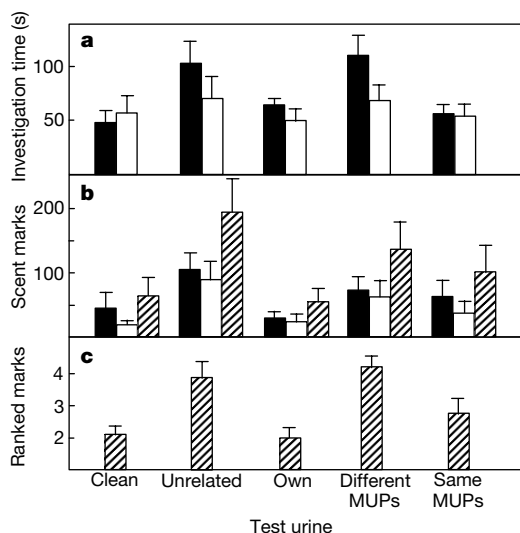 a
Investigation time (s)
100
50
b
Scent marks
200
100
c
Ranked marks
4
3
2
Clean Unrelated Own Different MUPs Same MUPs
Test urine